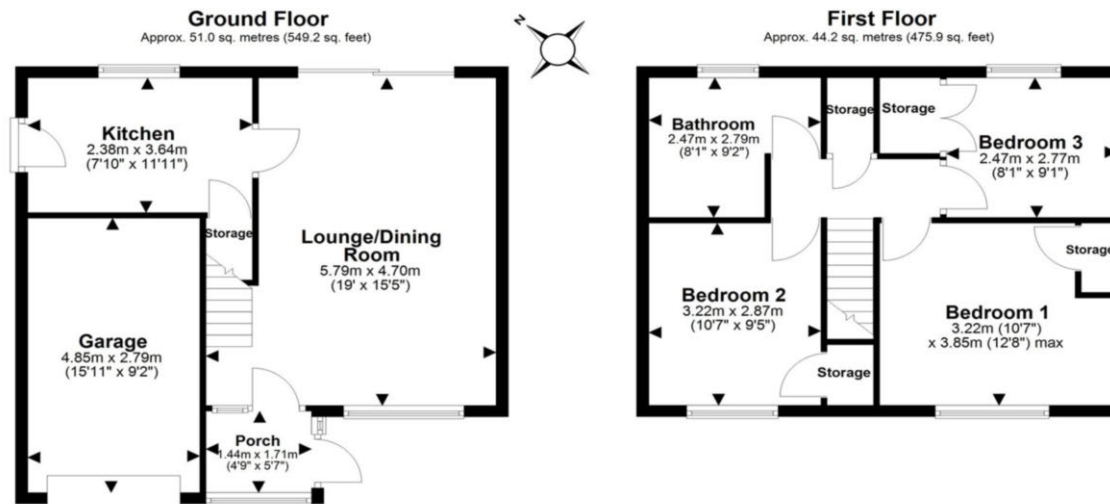 Ground Floor
Approx. 51.0 sq. metres (549.2 sq. feet)
N
Kitchen
2.38m x 3.64m
(7'10" x 11'11")
Storage
Lounge/Dining
Room
5.79m x 4.70m
(19' x 15'5")
Garage
4.85m x 2.79m
(15'11" x 9'2")
Porch
1.44m x 1.71m
(4'9" x 5'7")
First Floor
Approx. 44.2 sq. metres (475.9 sq. feet)
Bathroom
2.47m x 2.79m
(8'1" x 9'2")
Storage
Storage
Bedroom 3
2.47m x 2.77m
(8'1" x 9'1")
Bedroom 2
3.22m x 2.87m
(10'7" x 9'5")
Storage
Bedroom 1
3.22m (10'7")
x 3.85m (12'8") max
Storage